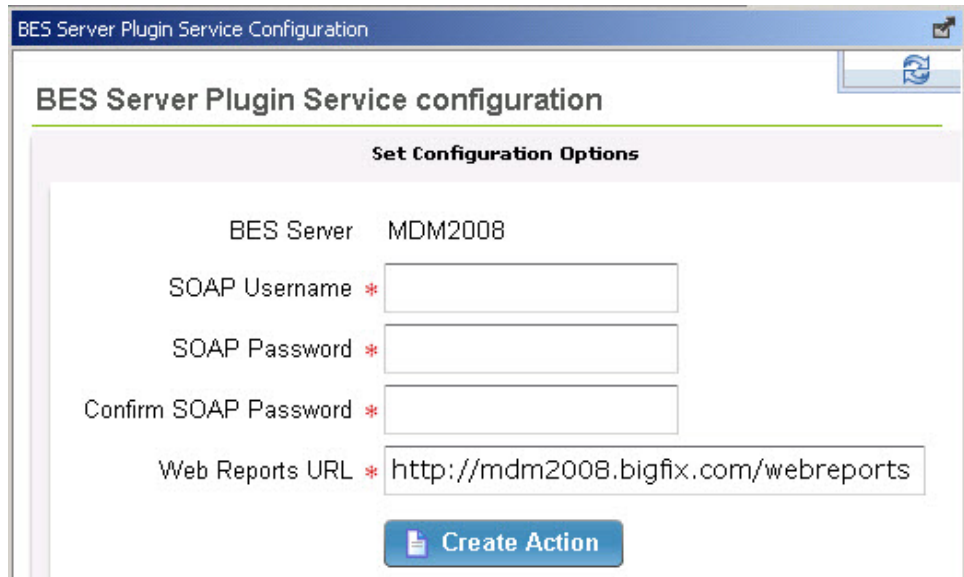 BES Server Plugin Service Configuration
BES Server Plugin Service configuration
Set Configuration Options
BES Server MDM2008
SOAP Username *
SOAP Password *
Confirm SOAP Password *
Web Reports URL * http://mdm2008.bigfix.com/webreports
Create Action